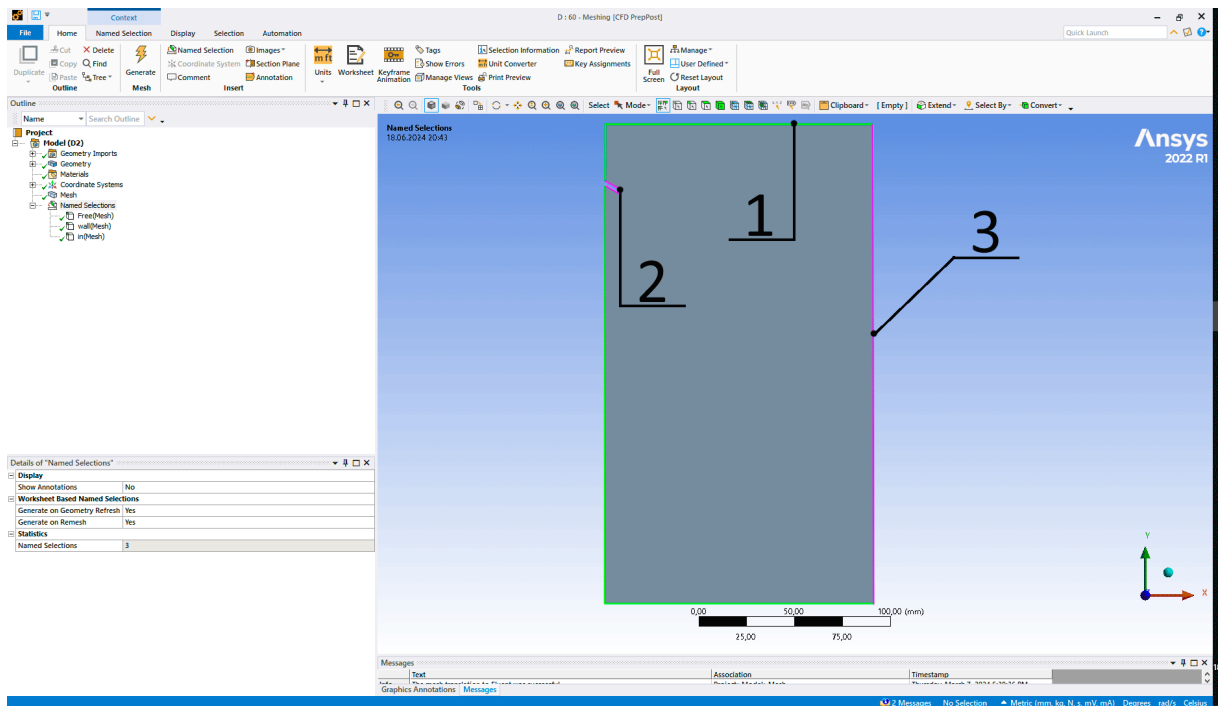 Context
D : 60 - Meshing [CFD PrepPost]
File Home Named Selection Display Selection Automation Quick Launch
Duplicate Cut Copy Paste Delete Find Tree Outline
Generate Mesh
Named Selection Coordinate System Comment Images Section Plane Annotation Insert
Units Worksheet Keyframe Animation Tags Show Errors Manage Views Selection Information Unit Converter Print Preview Report Preview Key Assignments Tools
Full Screen Manage User Defined Reset Layout Layout
Outline
Name Search Outline
Select Mode Clipboard [ Empty ] Extend Select By Convert
Project
Model (D2)
Geometry Imports
Geometry
Materials
Coordinate Systems
Mesh
Named Selections
Free(Mesh)
wall(Mesh)
in(Mesh)
Named Selections
18.06.2024 20:43
Ansys
2022 R1
1
2
3
Details of "Named Selections"
Display
Show Annotations No
Worksheet Based Named Selections
Generate on Geometry Refresh Yes
Generate on Remesh Yes
Statistics
Named Selections 3
Y
X
0,00 50,00 100,00 (mm)
25,00 75,00
Messages
Text Association Timestamp
Graphics Annotations Messages
2 Messages No Selection Metric (mm, kg, N, s, mV, mA) Degrees rad/s Celsius